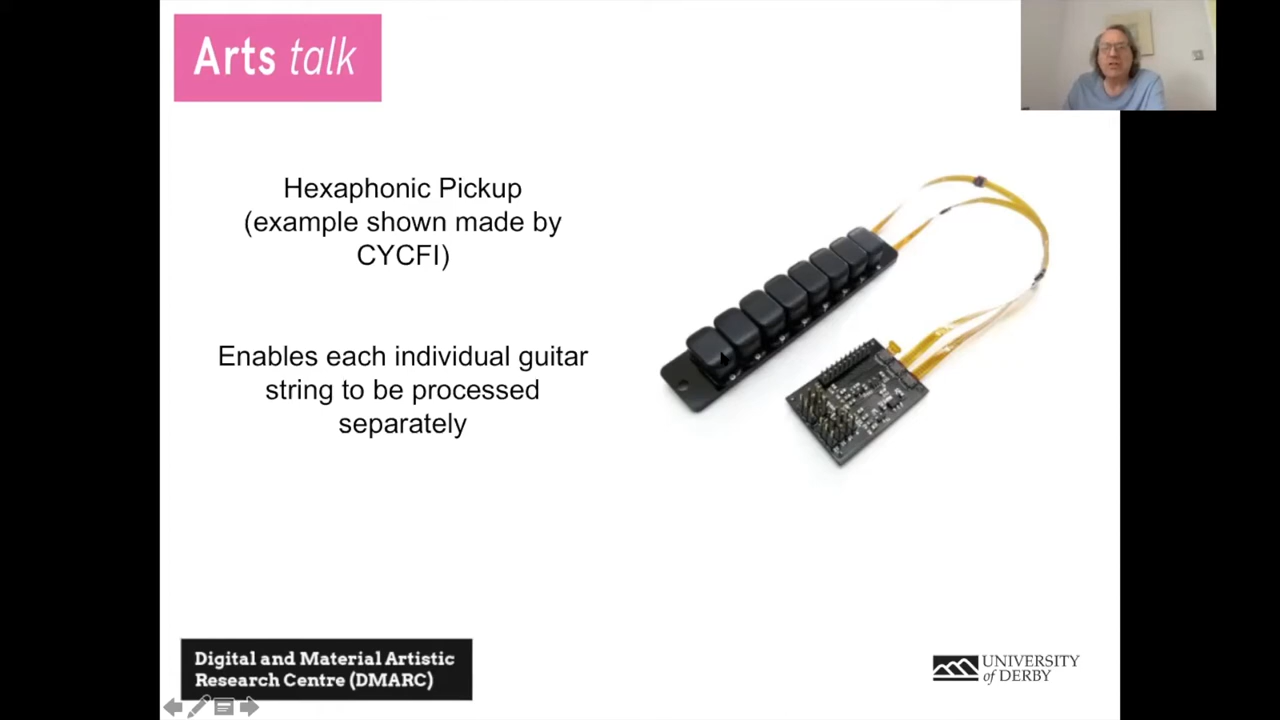 Arts talk
Hexaphonic Pickup
(example shown made by
CYCFI)
Enables each individual guitar
string to be processed
separately
Digital and Material Artistic
Research Centre (DMARC)
UNIVERSITY
of DERBY